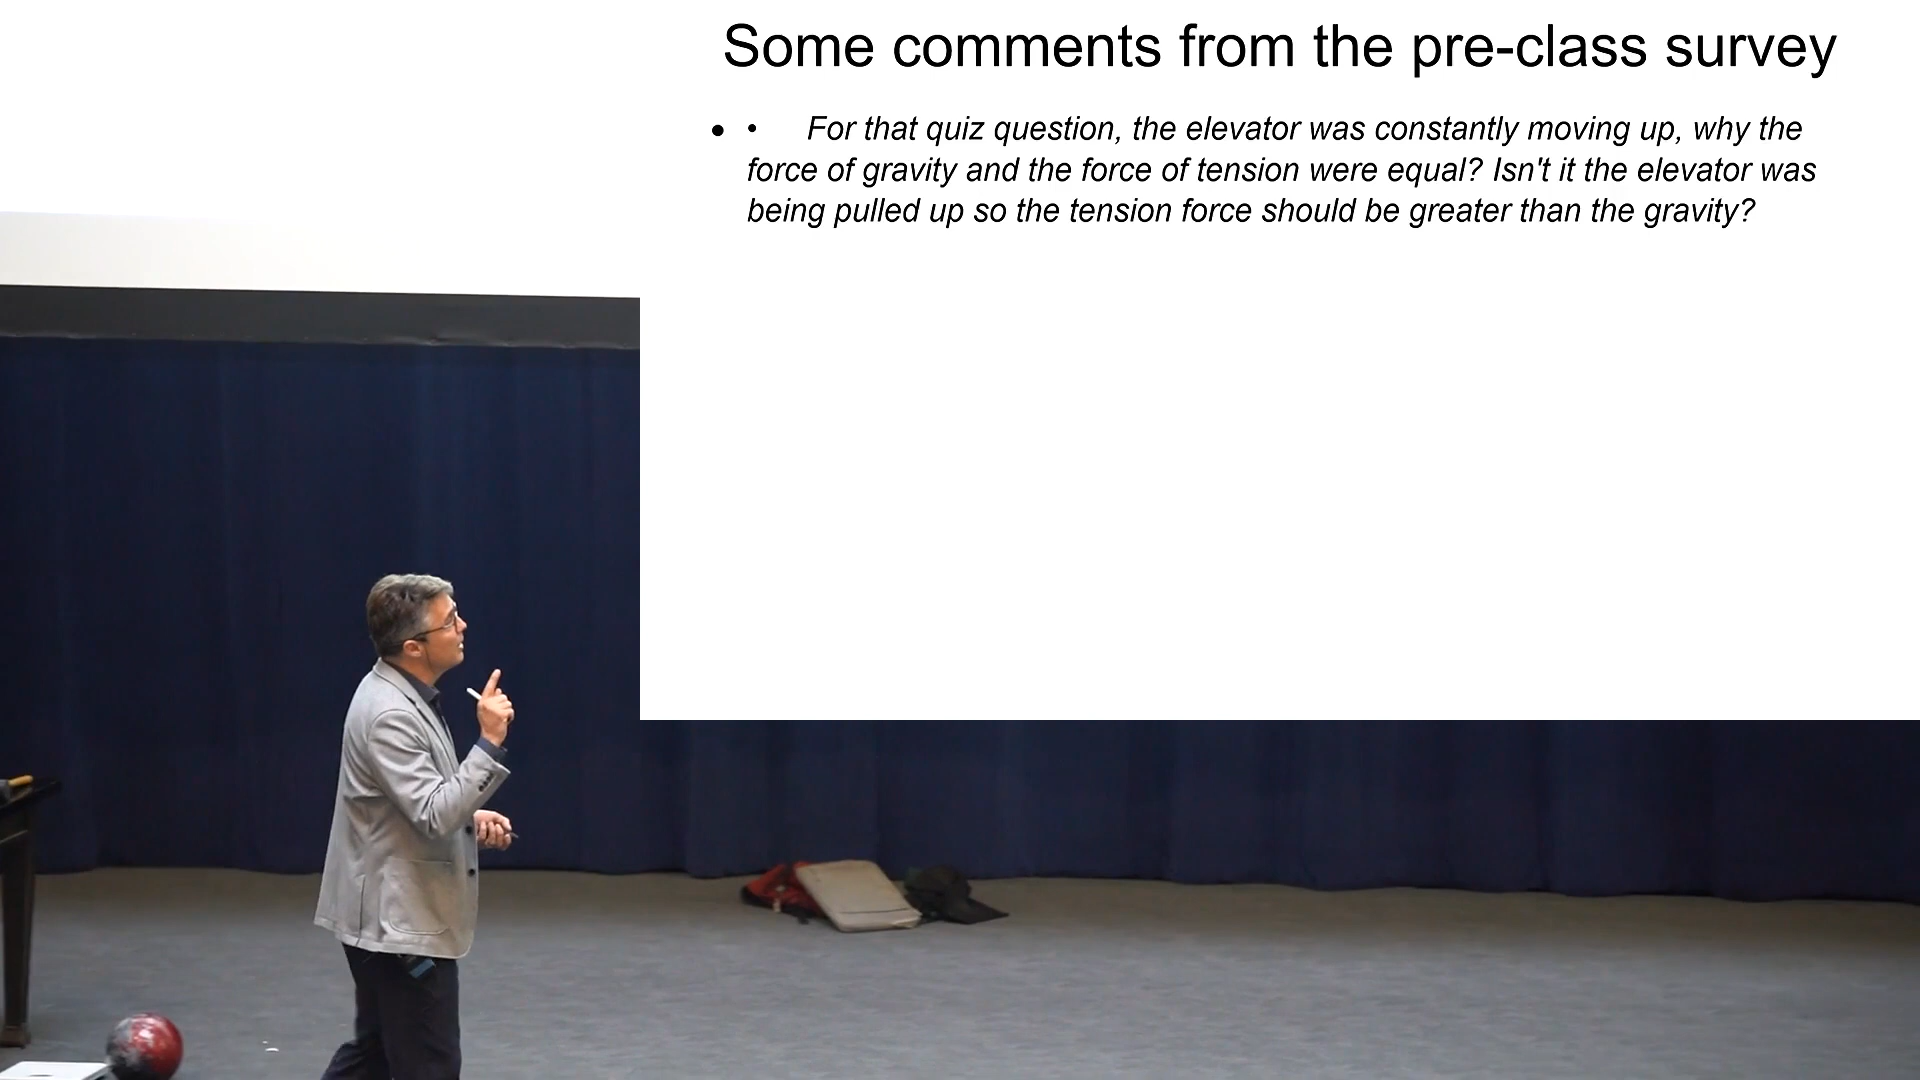 Some comments from the pre-class survey
• • For that quiz question, the elevator was constantly moving up, why the
force of gravity and the force of tension were equal? Isn't it the elevator was
being pulled up so the tension force should be greater than the gravity?